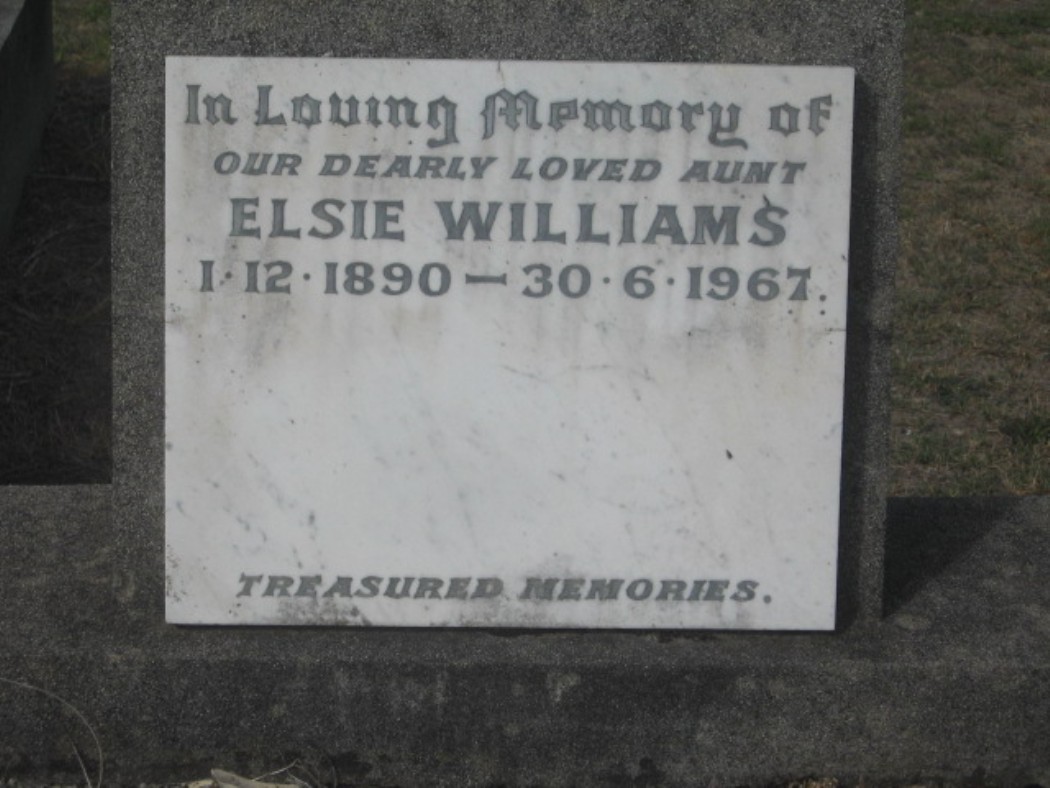 In Loving Memory of
OUR DEARLY LOVED AUNT
ELSIE WILLIAMS
1·12·1890 — 30·6·1967.
TREASURED MEMORIES.